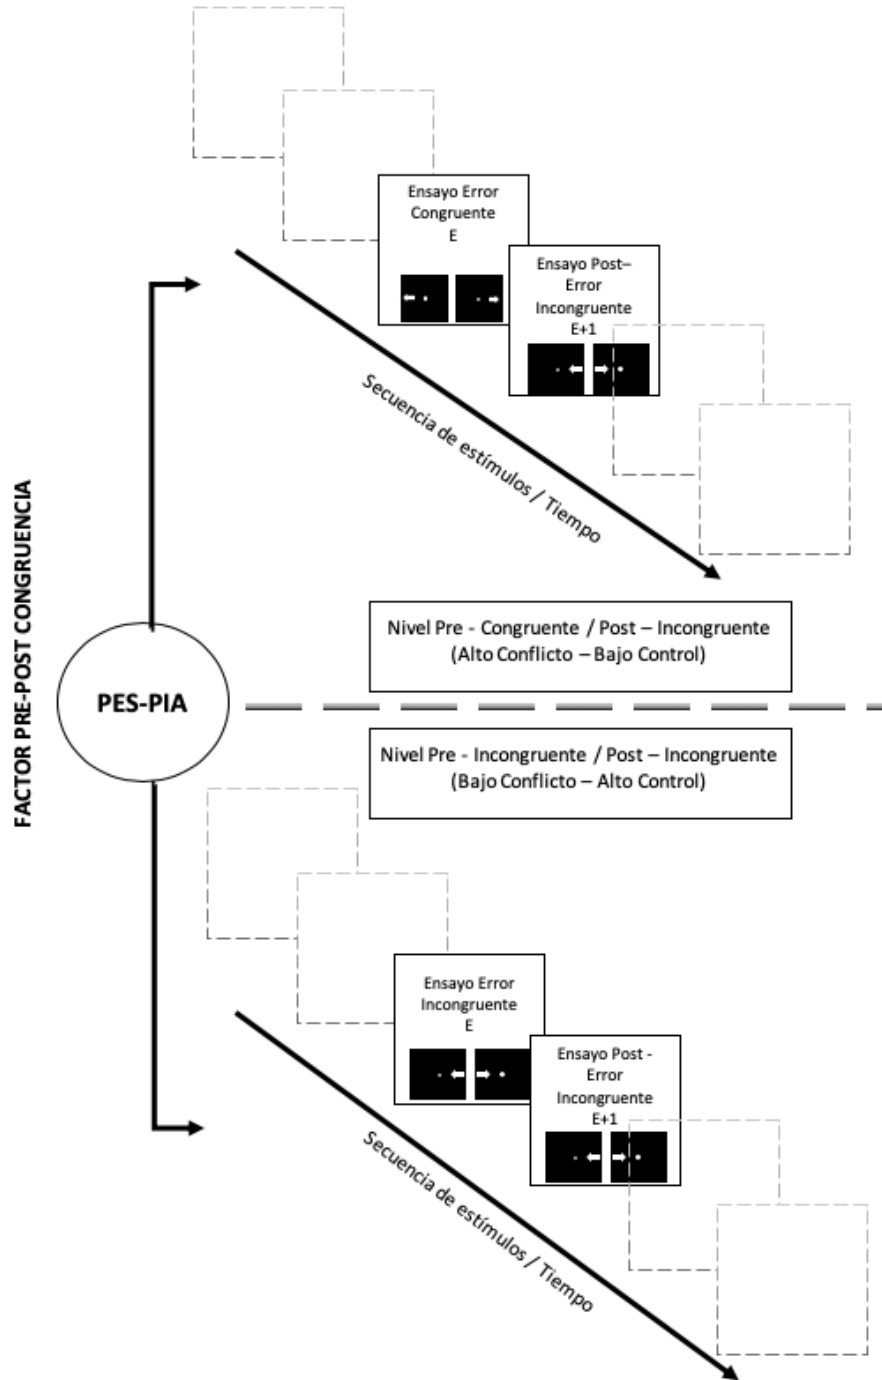 Ensayo Error
Congruente
E
Ensayo Post–
Error
Incongruente
E+1
Secuencia de estímulos / Tiempo
FACTOR PRE-POST CONGRUENCIA
Nivel Pre - Congruente / Post – Incongruente
(Alto Conflicto – Bajo Control)
PES-PIA
Nivel Pre - Incongruente / Post – Incongruente
(Bajo Conflicto – Alto Control)
Ensayo Error
Incongruente
E
Ensayo Post -
Error
Incongruente
E+1
Secuencia de estímulos / Tiempo